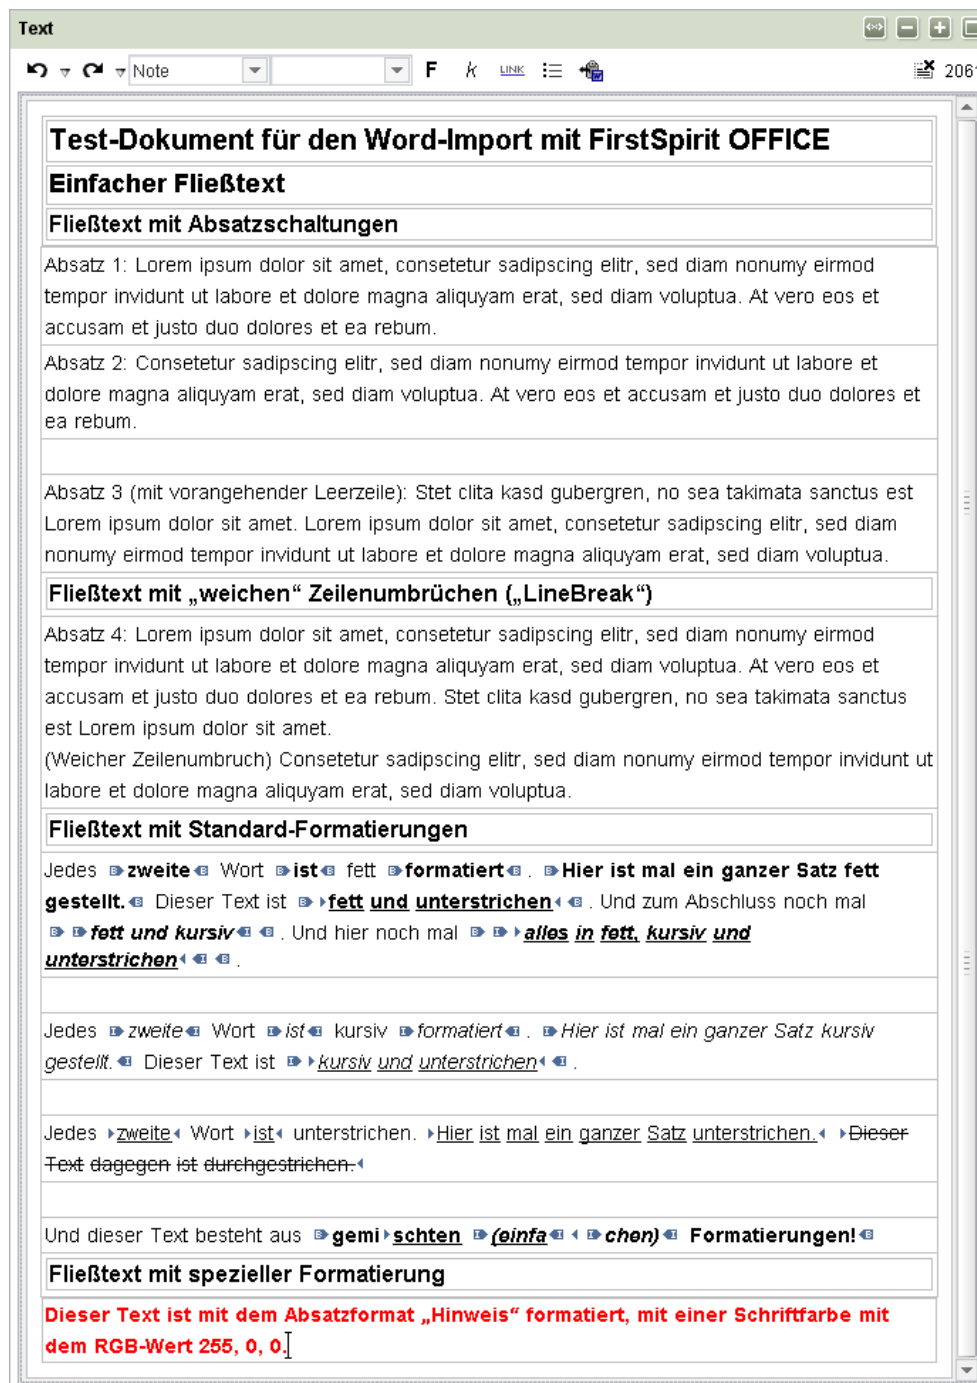 Text
Note
F k LINK
2061
Test-Dokument für den Word-Import mit FirstSpirit OFFICE
Einfacher Fließtext
Fließtext mit Absatzschaltungen
Absatz 1: Lorem ipsum dolor sit amet, consetetur sadipscing elitr, sed diam nonumy eirmod
tempor invidunt ut labore et dolore magna aliquyam erat, sed diam voluptua. At vero eos et
accusam et justo duo dolores et ea rebum.
Absatz 2: Consetetur sadipscing elitr, sed diam nonumy eirmod tempor invidunt ut labore et
dolore magna aliquyam erat, sed diam voluptua. At vero eos et accusam et justo duo dolores et
ea rebum.
Absatz 3 (mit vorangehender Leerzeile): Stet clita kasd gubergren, no sea takimata sanctus est
Lorem ipsum dolor sit amet. Lorem ipsum dolor sit amet, consetetur sadipscing elitr, sed diam
nonumy eirmod tempor invidunt ut labore et dolore magna aliquyam erat, sed diam voluptua.
Fließtext mit „weichen“ Zeilenumbrüchen („LineBreak“)
Absatz 4: Lorem ipsum dolor sit amet, consetetur sadipscing elitr, sed diam nonumy eirmod
tempor invidunt ut labore et dolore magna aliquyam erat, sed diam voluptua. At vero eos et
accusam et justo duo dolores et ea rebum. Stet clita kasd gubergren, no sea takimata sanctus
est Lorem ipsum dolor sit amet.
(Weicher Zeilenumbruch) Consetetur sadipscing elitr, sed diam nonumy eirmod tempor invidunt ut
labore et dolore magna aliquyam erat, sed diam voluptua.
Fließtext mit Standard-Formatierungen
Jedes zweite Wort ist fett formatiert. Hier ist mal ein ganzer Satz fett
gestellt. Dieser Text ist fett und unterstrichen. Und zum Abschluss noch mal
fett und kursiv. Und hier noch mal alles in fett, kursiv und
unterstrichen.
Jedes zweite Wort ist kursiv formatiert. Hier ist mal ein ganzer Satz kursiv
gestellt. Dieser Text ist kursiv und unterstrichen.
Jedes zweite Wort ist unterstrichen. Hier ist mal ein ganzer Satz unterstrichen. Dieser
Text dagegen ist durchgestrichen.
Und dieser Text besteht aus gemischten (einfachen) Formatierungen!
Fließtext mit spezieller Formatierung
Dieser Text ist mit dem Absatzformat „Hinweis“ formatiert, mit einer Schriftfarbe mit
dem RGB-Wert 255, 0, 0.